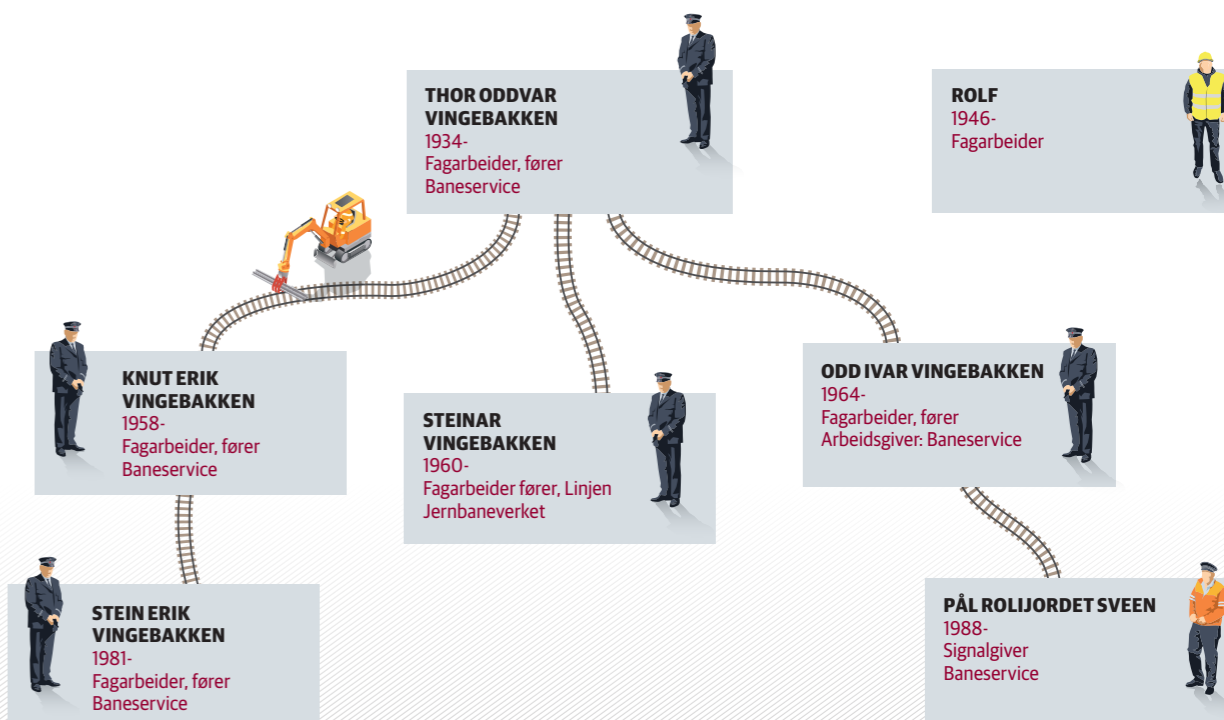 THOR ODDVAR
VINGEBAKKEN
1934-
Fagarbeider, fører
Baneservice
ROLF
1946-
Fagarbeider
KNUT ERIK
VINGEBAKKEN
1958-
Fagarbeider, fører
Baneservice
STEINAR
VINGEBAKKEN
1960-
Fagarbeider fører, Linjen
Jernbaneverket
ODD IVAR VINGEBAKKEN
1964-
Fagarbeider, fører
Arbeidsgiver: Baneservice
STEIN ERIK
VINGEBAKKEN
1981-
Fagarbeider, fører
Baneservice
PÅL ROLIJORDET SVEEN
1988-
Signalgiver
Baneservice